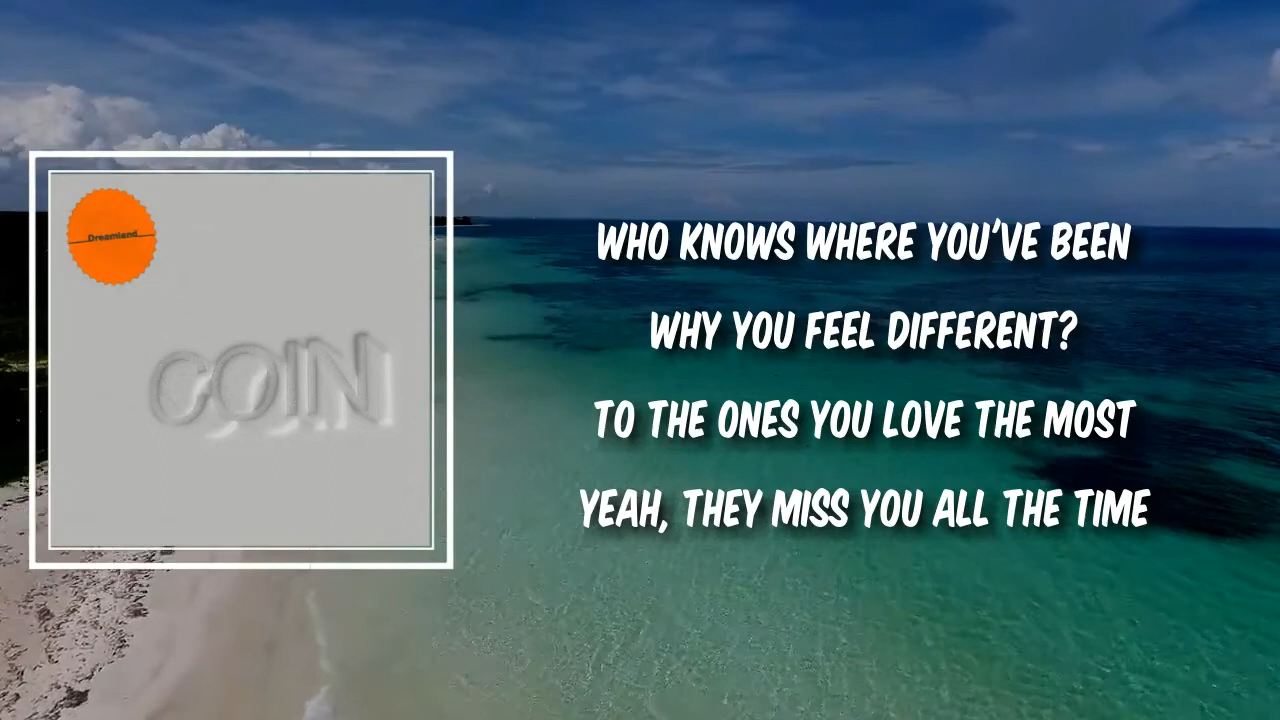 Dreamland
COIN
WHO KNOWS WHERE YOU'VE BEEN
WHY YOU FEEL DIFFERENT?
TO THE ONES YOU LOVE THE MOST
YEAH, THEY MISS YOU ALL THE TIME